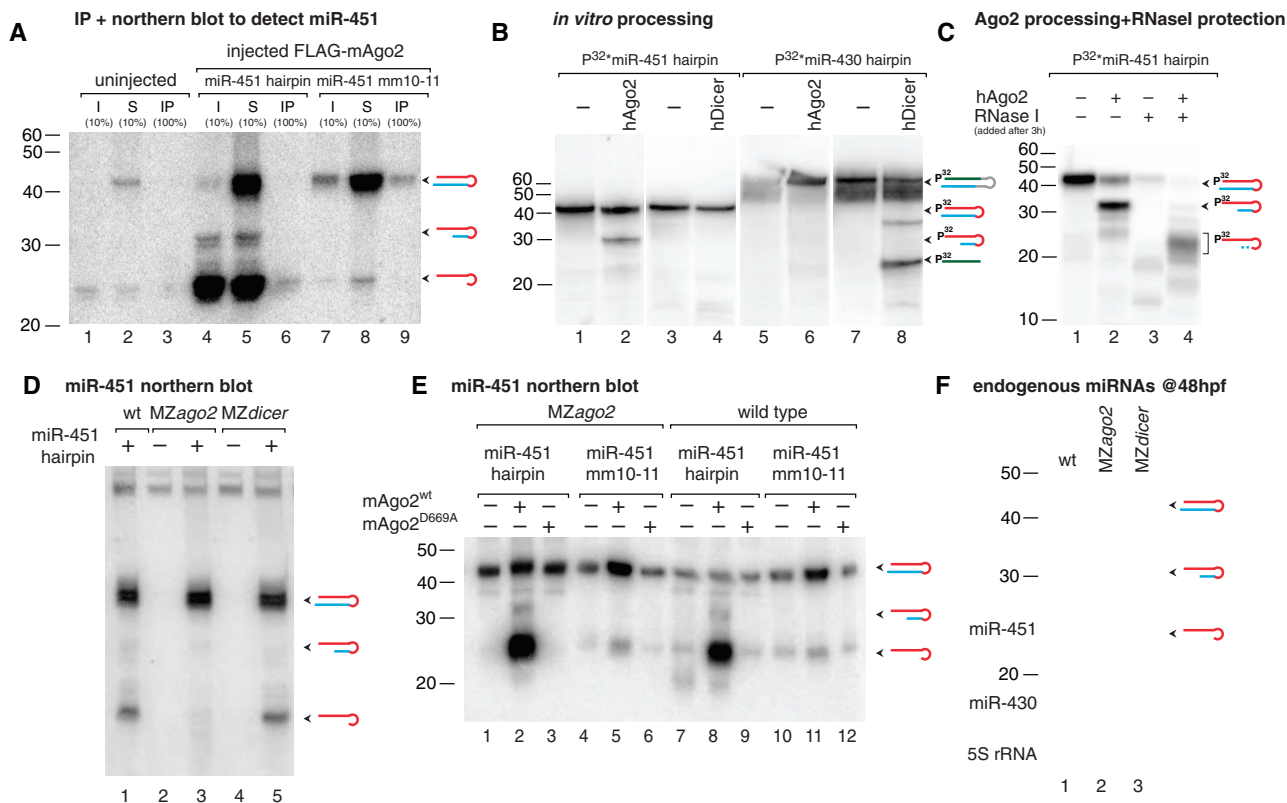 A
IP + northern blot to detect miR-451
injected FLAG-mAgo2
uninjected
miR-451 hairpin
miR-451 mm10-11
I S IP I S IP I S IP
(10%) (10%) (100%) (10%) (10%) (100%) (10%) (10%) (100%)
60
50
40
30
20
1 2 3 4 5 6 7 8 9
B
in vitro processing
P32*miR-451 hairpin
P32*miR-430 hairpin
– hAgo2 – hDicer – hAgo2 – hDicer
60
50
40
30
20
P32
P32
P32
P32
1 2 3 4 5 6 7 8
C
Ago2 processing+RNaseI protection
P32*miR-451 hairpin
hAgo2 – + – +
RNase I – – + +
(added after 3h)
60
50
40
30
20
10
P32
P32
P32
1 2 3 4
D
miR-451 northern blot
wt MZago2 MZdicer
miR-451 hairpin + – + – +
1 2 3 4 5
E
miR-451 northern blot
MZago2
wild type
miR-451 hairpin
miR-451 mm10-11
miR-451 hairpin
miR-451 mm10-11
mAgo2wt – + – – + – – + – – + –
mAgo2D669A – – + – – + – – + – – +
50
40
30
20
1 2 3 4 5 6 7 8 9 10 11 12
F
endogenous miRNAs @48hpf
wt MZago2 MZdicer
50
40
30
miR-451
20
miR-430
5S rRNA
1 2 3